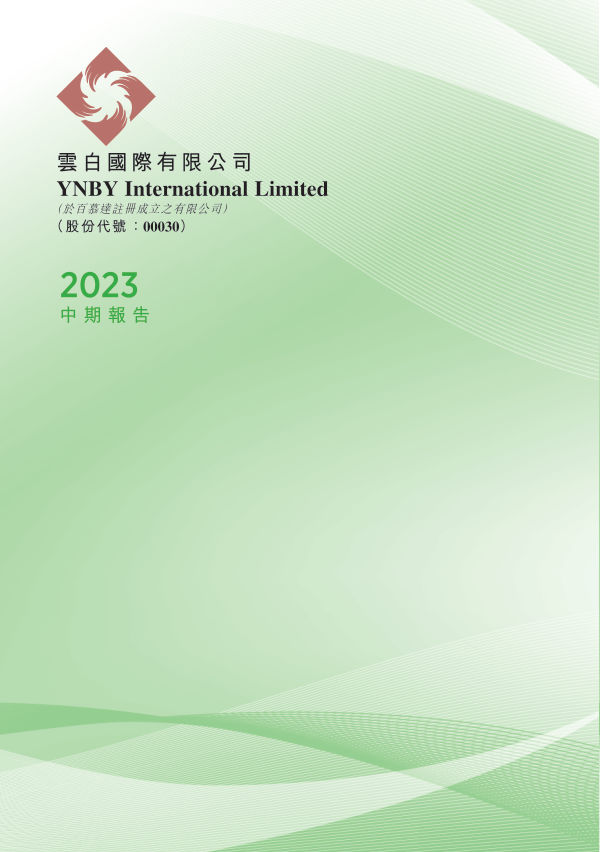 雲白國際有限公司
YNBY International Limited
(於百慕達註冊成立之有限公司)
(股份代號：00030)
2023
中期報告